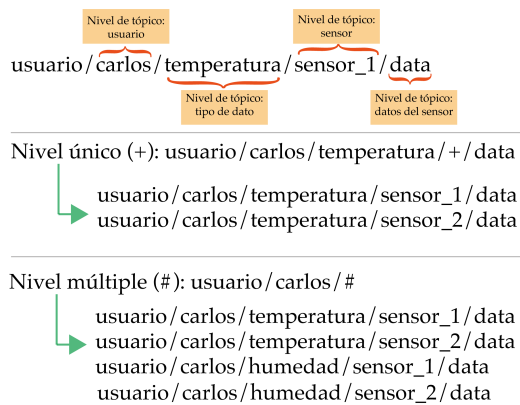 Nivel de tópico:
usuario
Nivel de tópico:
sensor
usuario/carlos/temperatura/sensor_1/data
Nivel de tópico:
tipo de dato
Nivel de tópico:
datos del sensor
Nivel único (+): usuario/carlos/temperatura/+/data
usuario/carlos/temperatura/sensor_1/data
usuario/carlos/temperatura/sensor_2/data
Nivel múltiple (#): usuario/carlos/#
usuario/carlos/temperatura/sensor_1/data
usuario/carlos/temperatura/sensor_2/data
usuario/carlos/humedad/sensor_1/data
usuario/carlos/humedad/sensor_2/data